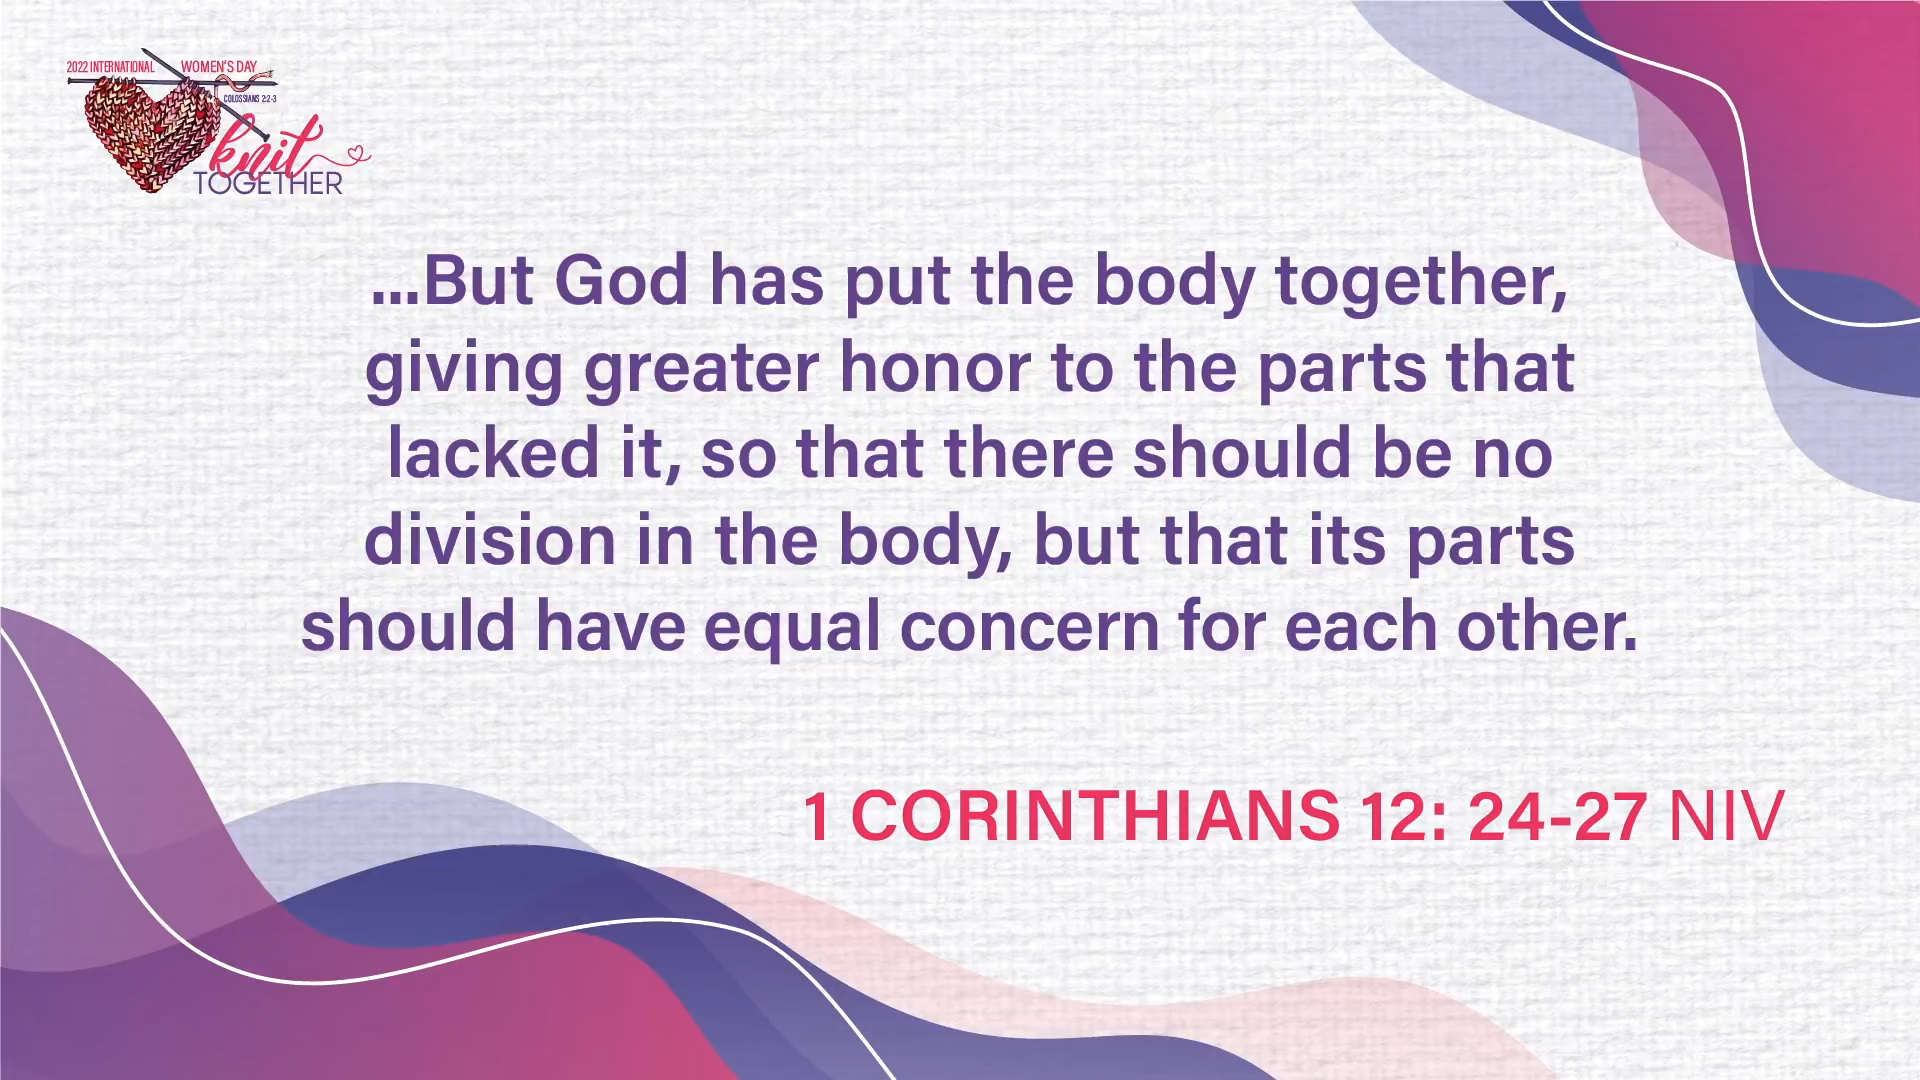 2022 INTERNATIONAL WOMEN'S DAY
COLOSSIANS 2:2-3
knit
TOGETHER
...But God has put the body together,
giving greater honor to the parts that
lacked it, so that there should be no
division in the body, but that its parts
should have equal concern for each other.
1 CORINTHIANS 12: 24-27 NIV